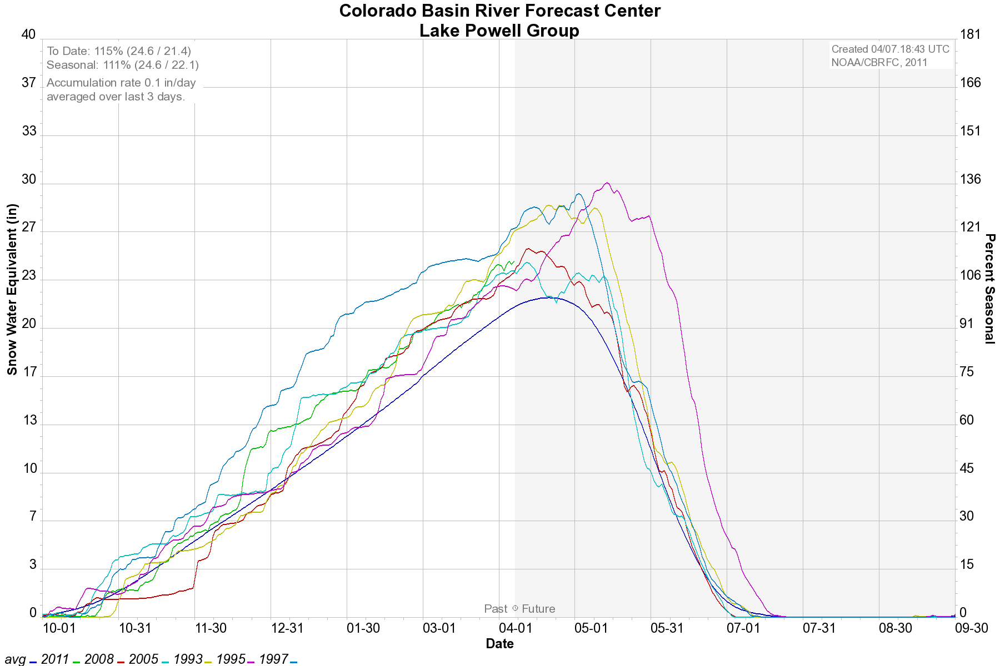 Colorado Basin River Forecast Center
Lake Powell Group
To Date: 115% (24.6 / 21.4)
Seasonal: 111% (24.6 / 22.1)
Accumulation rate 0.1 in/day
averaged over last 3 days.
Created 04/07.18:43 UTC
NOAA/CBRFC, 2011
Snow Water Equivalent (in)
40
37
33
30
27
23
20
17
13
10
7
3
0
Percent Seasonal
181
166
151
136
121
106
91
75
60
45
30
15
0
Past Future
10-01 10-31 11-30 12-31 01-30 03-01 04-01 05-01 05-31 07-01 07-31 08-30 09-30
Date
avg 2011 2008 2005 1993 1995 1997